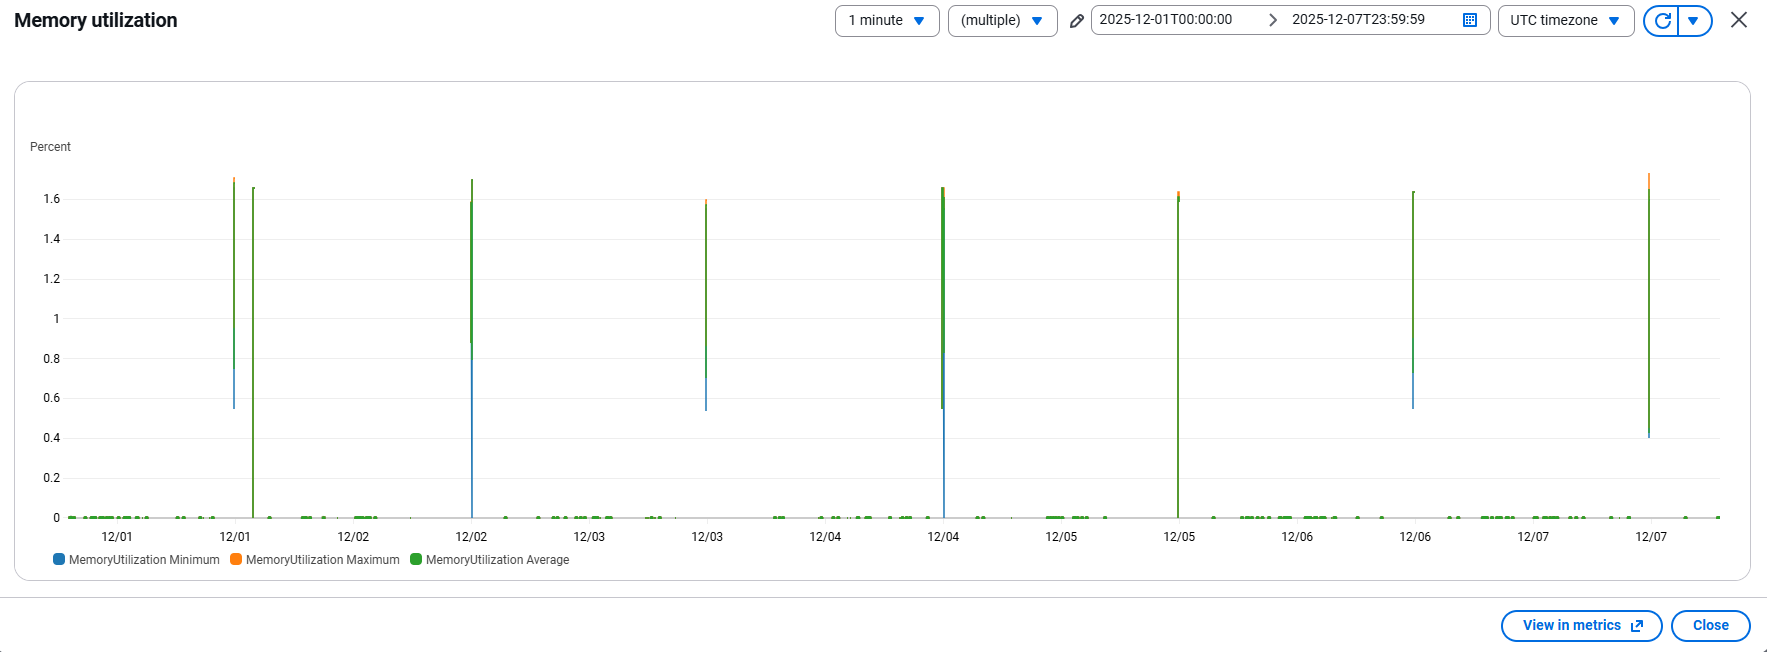 Memory utilization
1 minute
(multiple)
2025-12-01T00:00:00
2025-12-07T23:59:59
UTC timezone
Percent
1.6
1.4
1.2
1
0.8
0.6
0.4
0.2
0
12/01 12/01 12/02 12/02 12/03 12/03 12/04 12/04 12/05 12/05 12/06 12/06 12/07 12/07
MemoryUtilization Minimum MemoryUtilization Maximum MemoryUtilization Average
View in metrics
Close